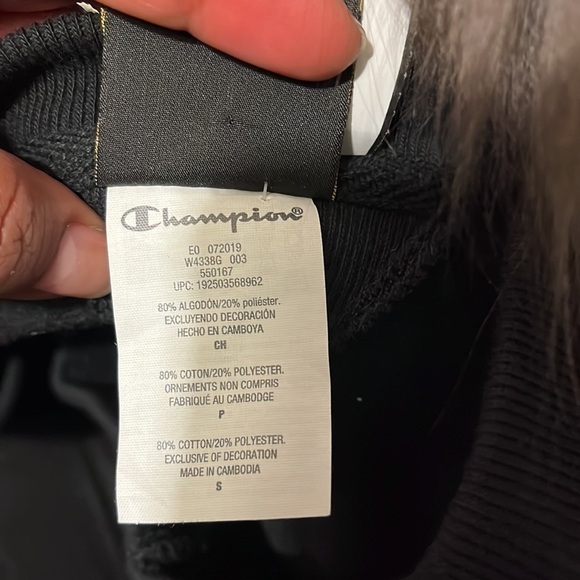 Champion®
E0 072019
W4338G 003
550167
UPC: 192503568962
80% ALGODÓN/20% poliéster.
EXCLUYENDO DECORACIÓN
HECHO EN CAMBOYA
CH
80% COTON/20% POLYESTER.
ORNEMENTS NON COMPRIS
FABRIQUÉ AU CAMBODGE
P
80% COTTON/20% POLYESTER.
EXCLUSIVE OF DECORATION
MADE IN CAMBODIA
S